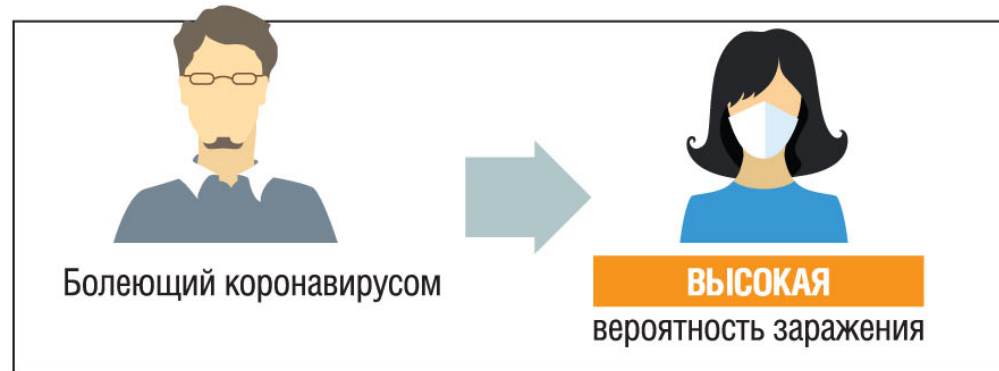 Болеющий коронавирусом
ВЫСОКАЯ
вероятность заражения